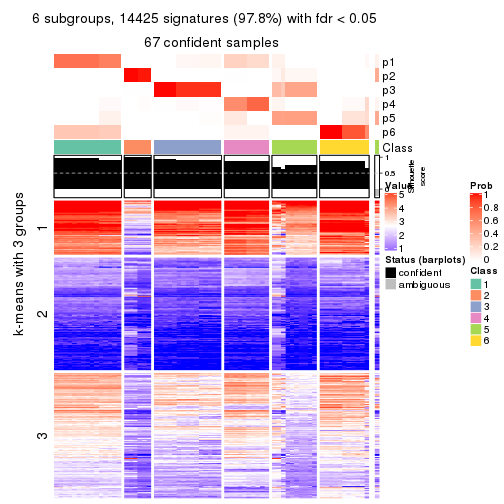 6 subgroups, 14425 signatures (97.8%) with fdr < 0.05
67 confident samples
p1
p2
p3
p4
p5
p6
Class
1
0.5
0
Silhouette
score
k-means with 3 groups
1
2
3
Value
5
4
3
2
1
Status (barplots)
confident
ambiguous
Prob
1
0.8
0.6
0.4
0.2
0
Class
1
2
3
4
5
6